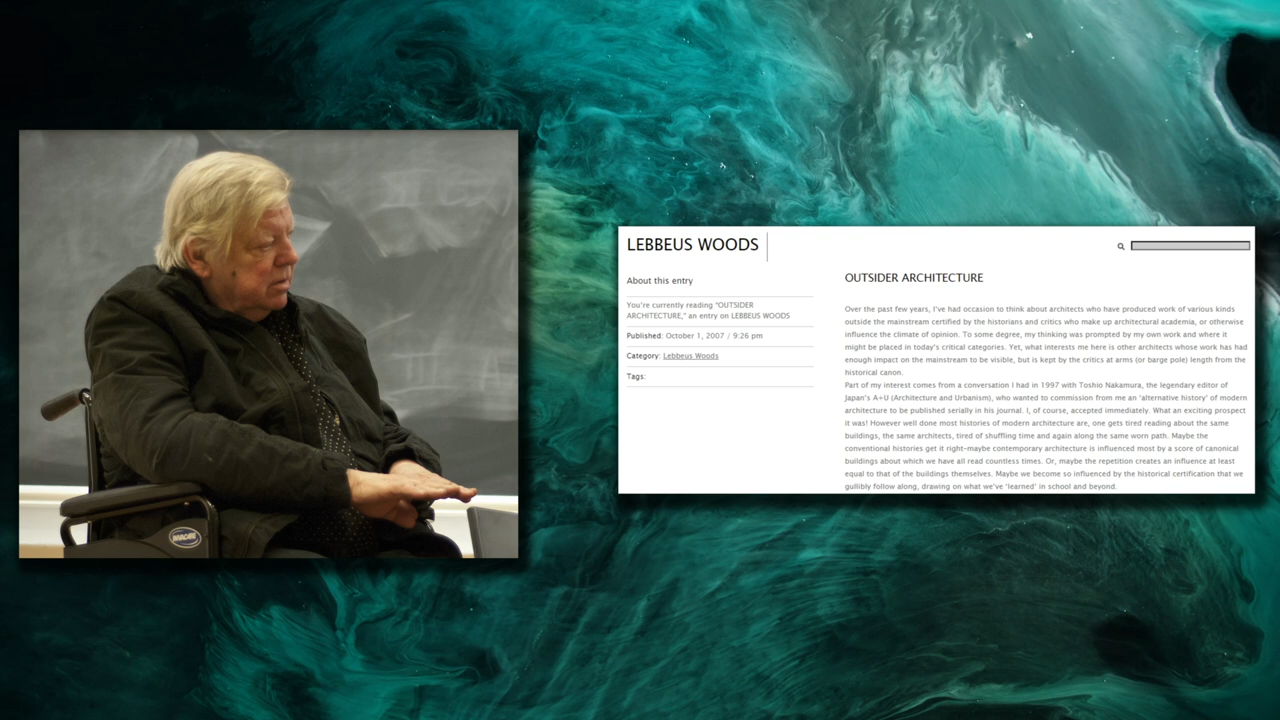 INVACARE
LEBBEUS WOODS
About this entry
You're currently reading "OUTSIDER
ARCHITECTURE," an entry on LEBBEUS WOODS
Published: October 1, 2007 / 9:26 pm
Category: Lebbeus Woods
Tags:
OUTSIDER ARCHITECTURE
Over the past few years, I've had occasion to think about architects who have produced work of various kinds
outside the mainstream certified by the historians and critics who make up architectural academia, or otherwise
influence the climate of opinion. To some degree, my thinking was prompted by my own work and where it
might be placed in today's critical categories. Yet, what interests me here is other architects whose work has had
enough impact on the mainstream to be visible, but is kept by the critics at arms (or barge pole) length from the
historical canon.
Part of my interest comes from a conversation I had in 1997 with Toshio Nakamura, the legendary editor of
Japan's A+U (Architecture and Urbanism), who wanted to commission from me an 'alternative history' of modern
architecture to be published serially in his journal. I, of course, accepted immediately. What an exciting prospect
it was! However well done most histories of modern architecture are, one gets tired reading about the same
buildings, the same architects, tired of shuffling time and again along the same worn path. Maybe the
conventional histories get it right–maybe contemporary architecture is influenced most by a score of canonical
buildings about which we have all read countless times. Or, maybe the repetition creates an influence at least
equal to that of the buildings themselves. Maybe we become so influenced by the historical certification that we
gullibly follow along, drawing on what we've 'learned' in school and beyond.